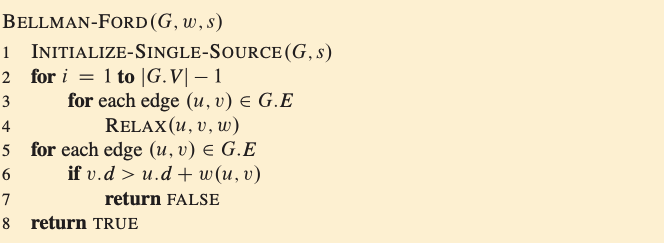 BELLMAN-FORD(G, w, s)
1 INITIALIZE-SINGLE-SOURCE(G, s)
2 for i = 1 to |G.V| − 1
3 for each edge (u, v) ∈ G.E
4 RELAX(u, v, w)
5 for each edge (u, v) ∈ G.E
6 if v.d > u.d + w(u, v)
7 return FALSE
8 return TRUE